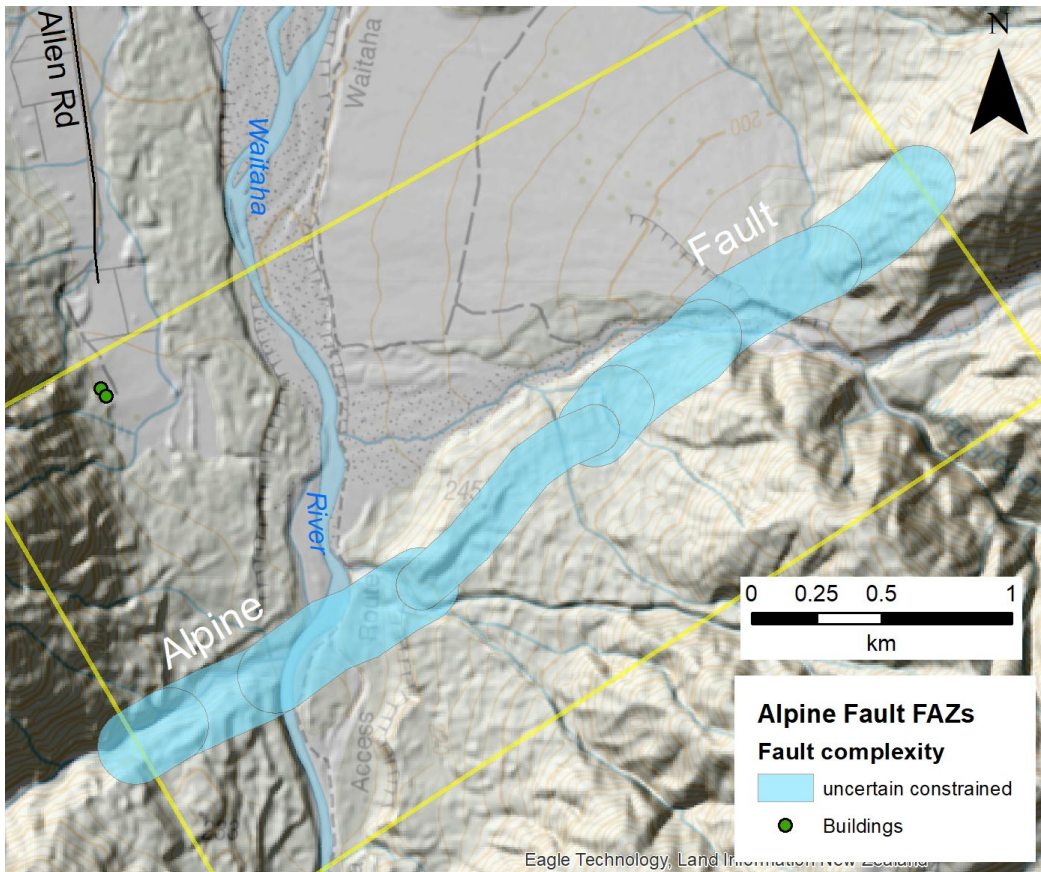 Allen Rd
Waitaha
Waitaha
N
200
Fault
245
River
Alpine
Route
Access
0 0.25 0.5 1
km
Alpine Fault FAZs
Fault complexity
uncertain constrained
Buildings
Eagle Technology, Land Information New Zealand